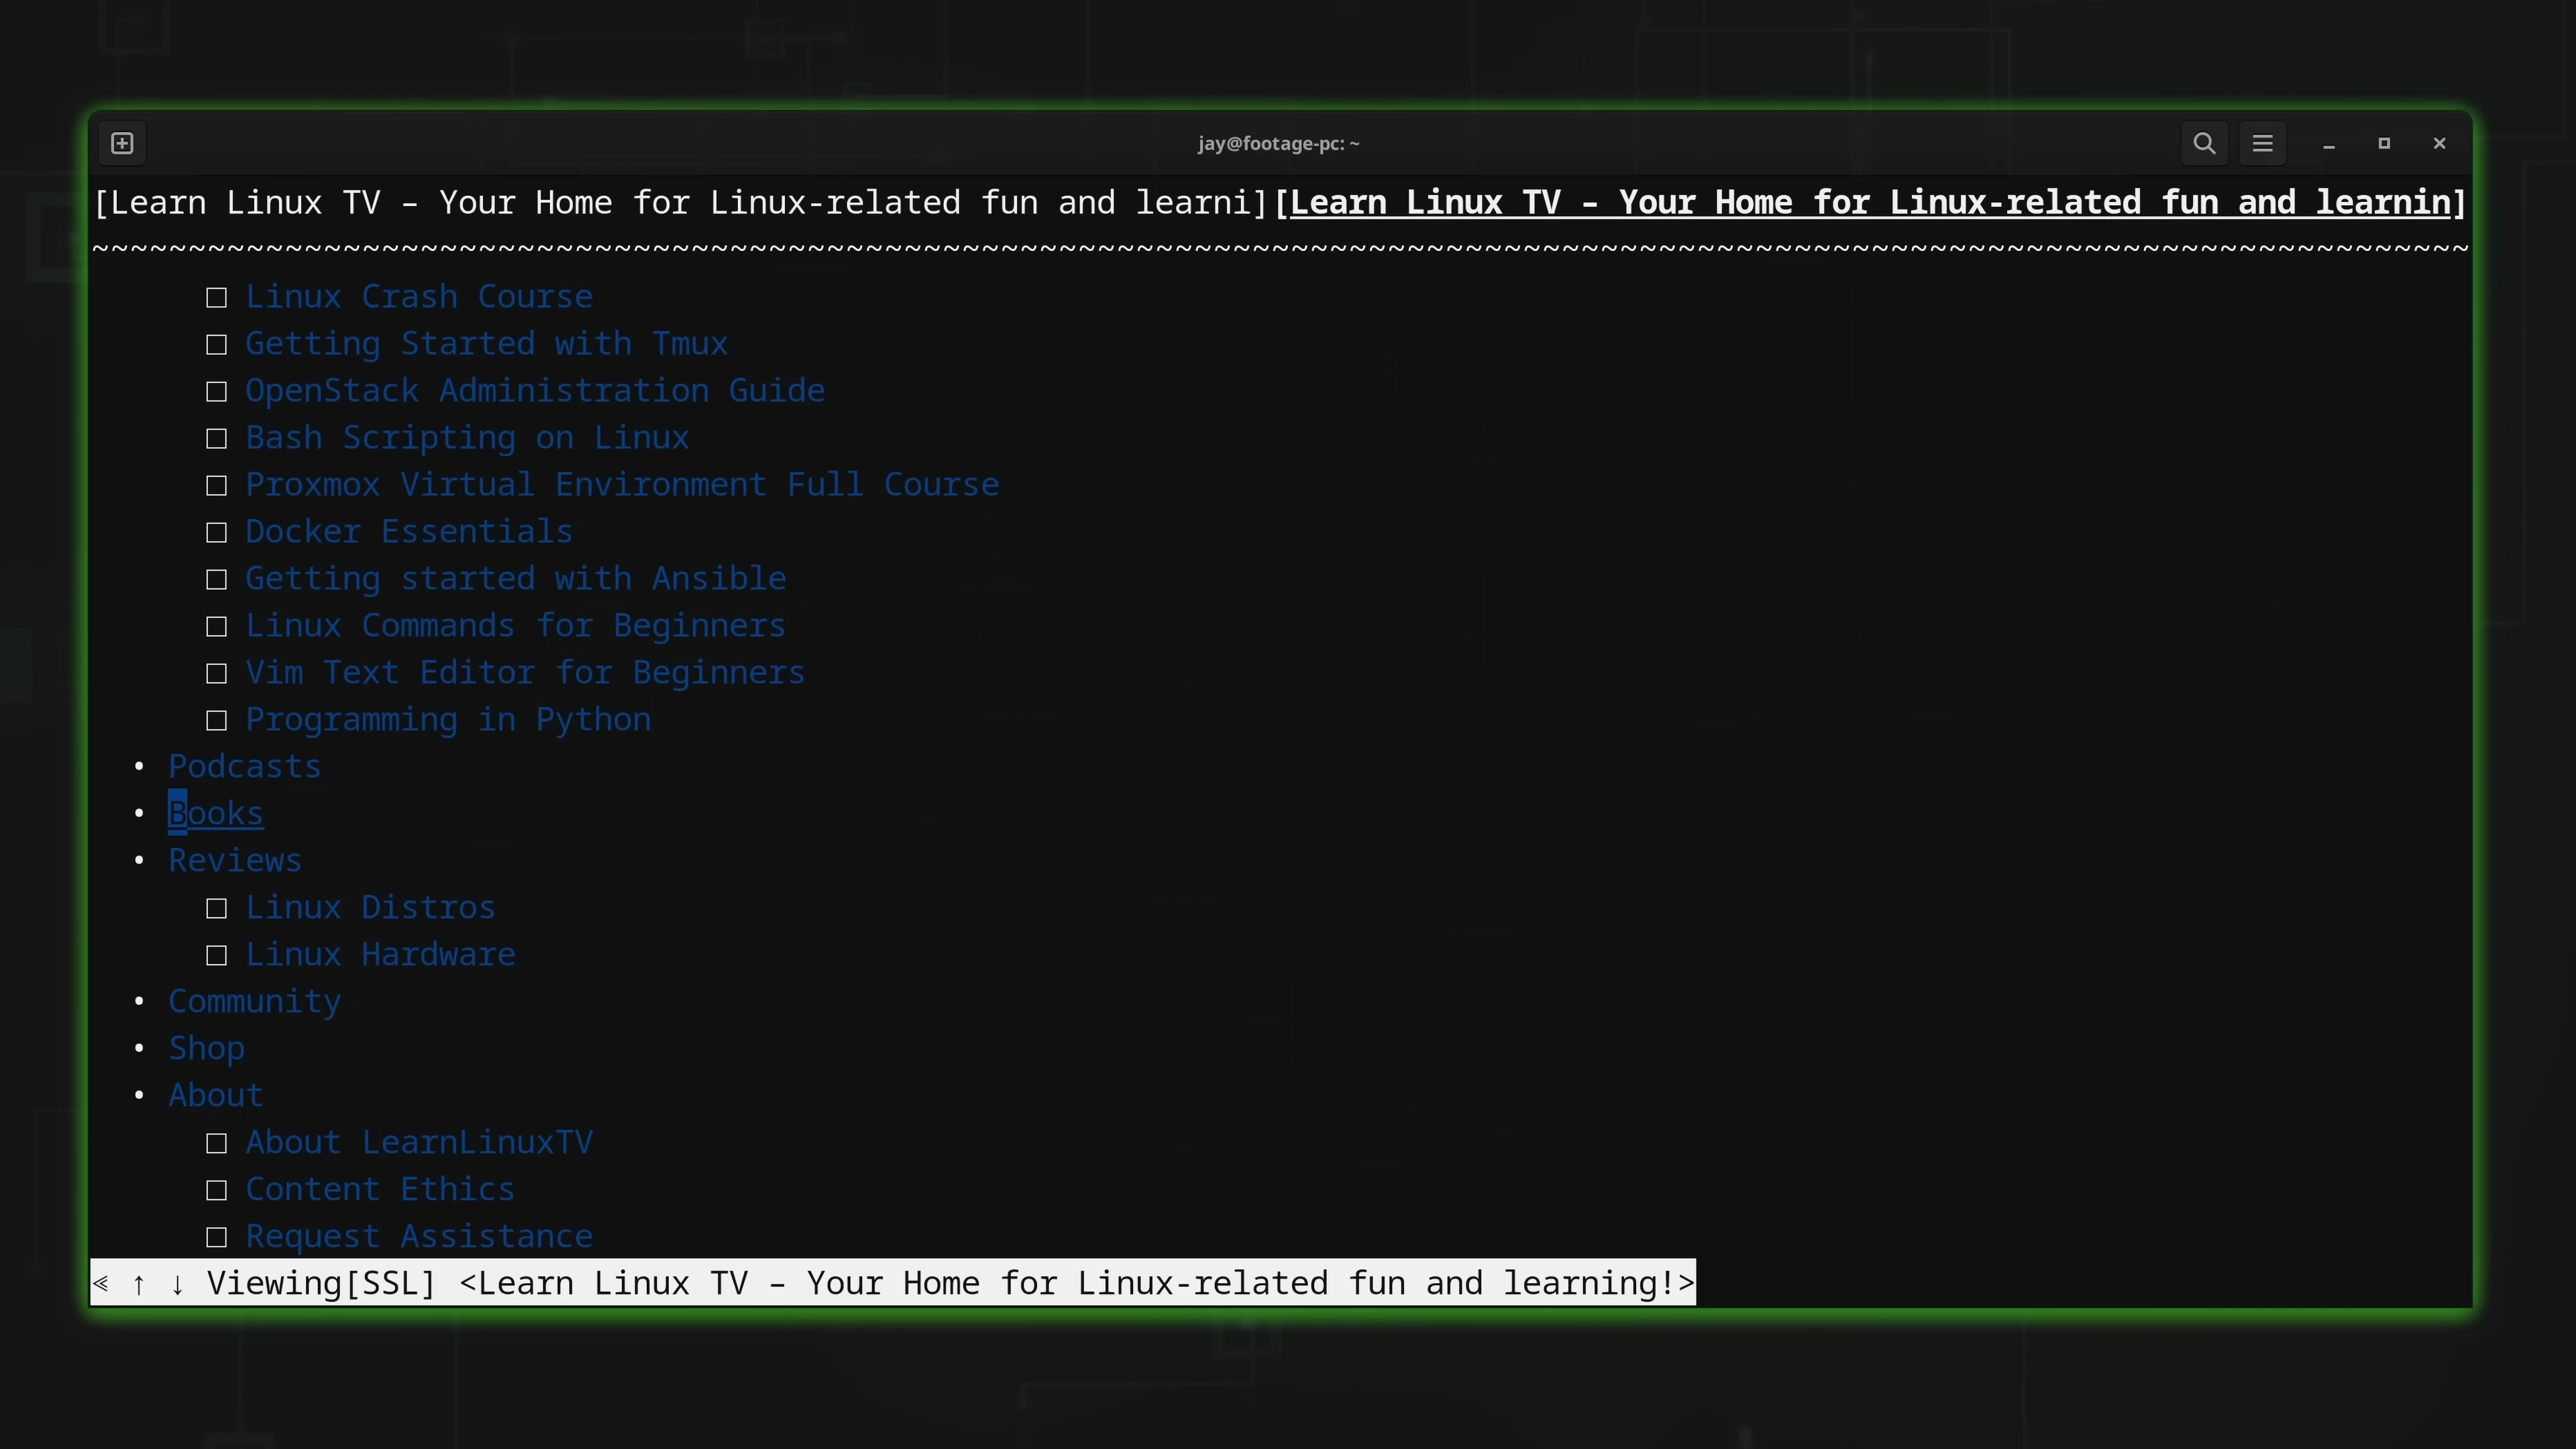 jay@footage-pc: ~
[Learn Linux TV – Your Home for Linux-related fun and learni][Learn Linux TV – Your Home for Linux-related fun and learnin]
~~~~~~~~~~~~~~~~~~~~~~~~~~~~~~~~~~~~~~~~~~~~~~~~~~~~~~~~~~~~~~~~~~~~~~~~~~~~~~~~~~~~~~~~~~~~~~~~~~~~~~~~~~~~~~~~~~~~~~~~~~~
□ Linux Crash Course
□ Getting Started with Tmux
□ OpenStack Administration Guide
□ Bash Scripting on Linux
□ Proxmox Virtual Environment Full Course
□ Docker Essentials
□ Getting started with Ansible
□ Linux Commands for Beginners
□ Vim Text Editor for Beginners
□ Programming in Python
• Podcasts
• Books
• Reviews
□ Linux Distros
□ Linux Hardware
• Community
• Shop
• About
□ About LearnLinuxTV
□ Content Ethics
□ Request Assistance
⪡ ↑ ↓ Viewing[SSL] <Learn Linux TV – Your Home for Linux-related fun and learning!>